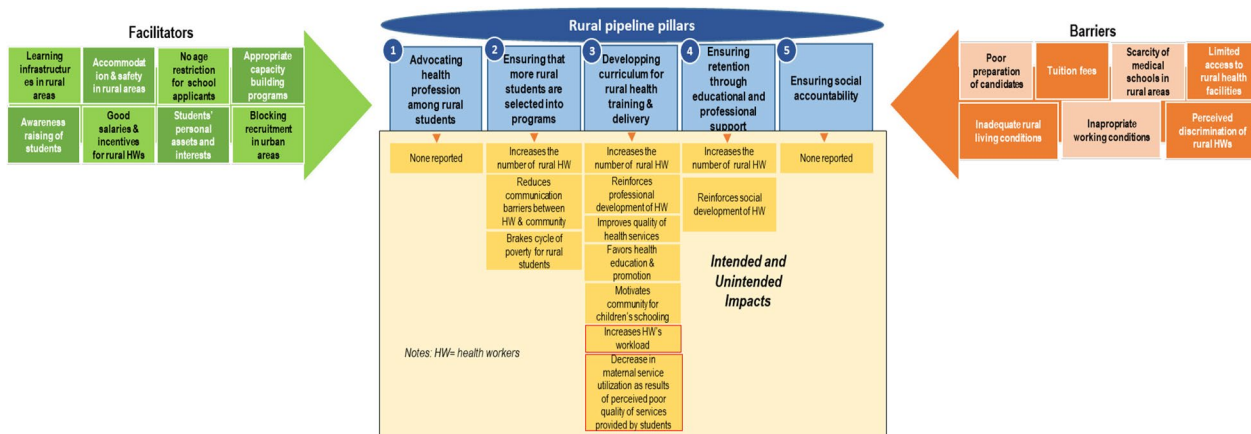 Facilitators
Learning
infrastructur
es in rural
areas
Accommodat
ion & safety
in rural areas
No age
restriction
for school
applicants
Appropriate
capacity
building
programs
Awareness
raising of
students
Good
salaries &
incentives
for rural HWs
Students'
personal
assets and
interests
Blocking
recruitment
in urban
areas
Rural pipeline pillars
1
Advocating
health
profession
among rural
students
2
Ensuring that
more rural
students are
selected into
programs
3
Developping
curriculum for
rural health
training &
delivery
4
Ensuring
retention
through
educational and
professional
support
5
Ensuring social
accountability
None reported
Increases the
number of rural HW
Reduces
communication
barriers between
HW & community
Brakes cycle of
poverty for rural
students
Increases the
number of rural HW
Reinforces
professional
development of HW
Improves quality of
health services
Favors health
education &
promotion
Motivates
community for
children's schooling
Increases HW's
workload
Decrease in
maternal service
utilization as results
of perceived poor
quality of services
provided by students
Increases the
number of rural HW
Reinforces social
development of HW
None reported
Intended and
Unintended
Impacts
Notes: HW= health workers
Barriers
Poor
preparation
of candidates
Tuition fees
Scarcity of
medical
schools in
rural areas
Limited
access to
rural health
facilities
Inadequate rural
living conditions
Inapropriate
working conditions
Perceived
discrimination of
rural HWs